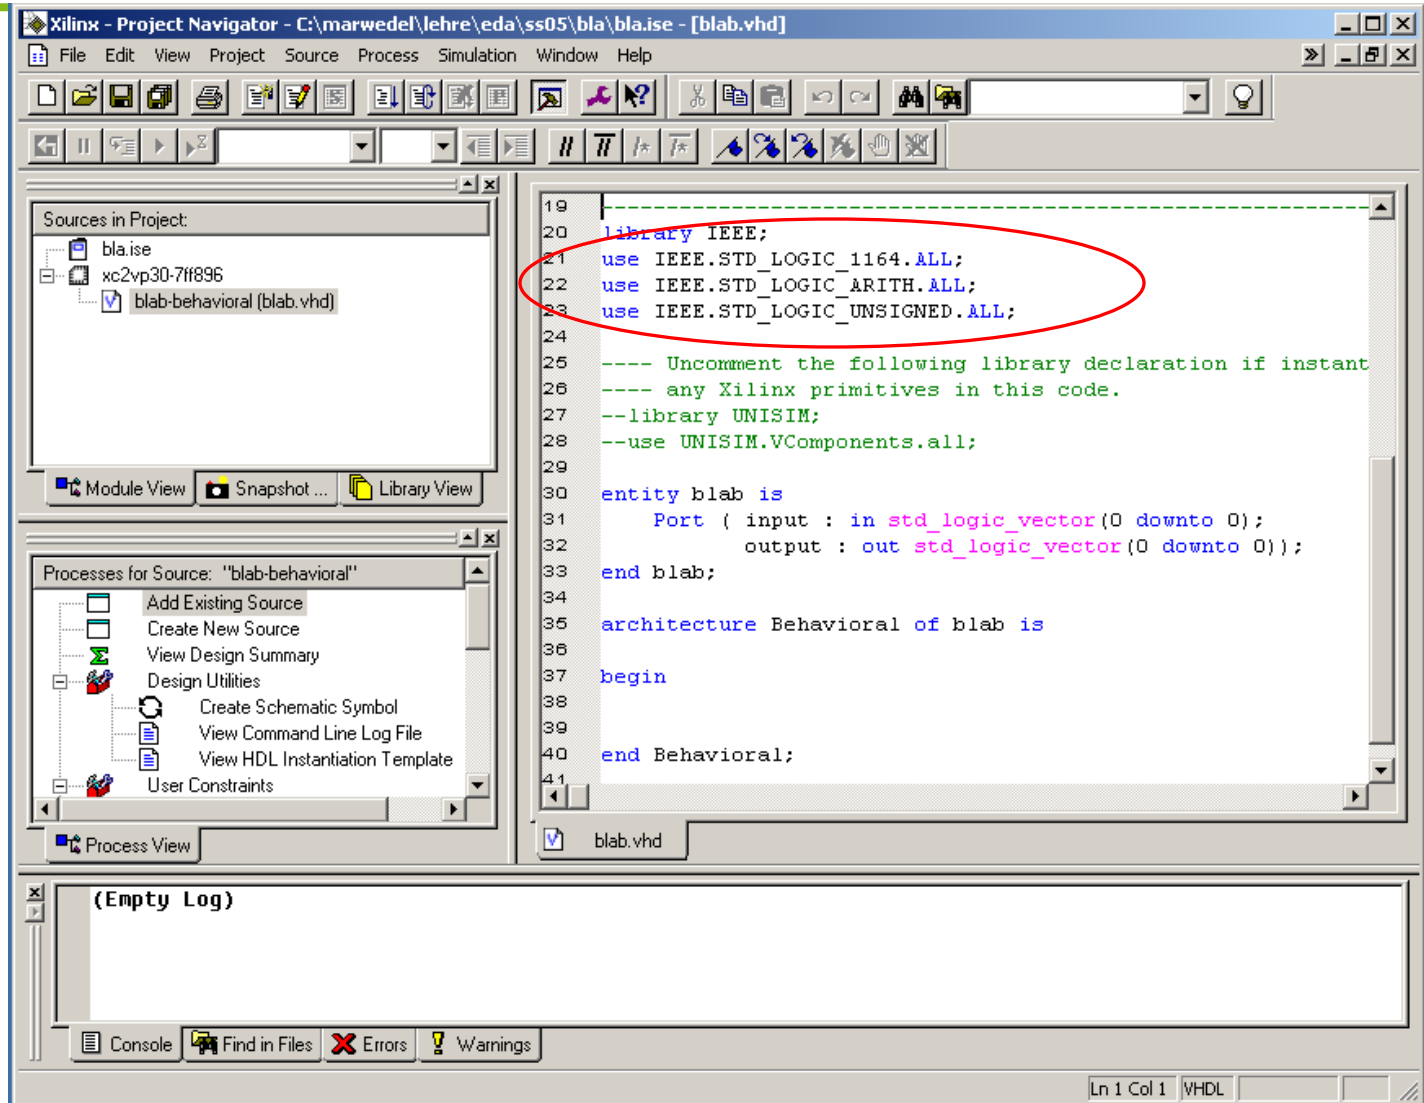 Xilinx - Project Navigator - C:\marwedel\lehre\eda\ss05\bla\bla.ise - [blab.vhd]
File Edit View Project Source Process Simulation Window Help
Sources in Project:
bla.ise
xc2vp30-7ff896
blab-behavioral (blab.vhd)
Module View Snapshot ... Library View
Processes for Source: "blab-behavioral"
Add Existing Source
Create New Source
View Design Summary
Design Utilities
Create Schematic Symbol
View Command Line Log File
View HDL Instantiation Template
User Constraints
Process View
19 ------------------------------------------------------------
20 library IEEE;
21 use IEEE.STD_LOGIC_1164.ALL;
22 use IEEE.STD_LOGIC_ARITH.ALL;
23 use IEEE.STD_LOGIC_UNSIGNED.ALL;
24
25 ---- Uncomment the following library declaration if instant
26 ---- any Xilinx primitives in this code.
27 --library UNISIM;
28 --use UNISIM.VComponents.all;
29
30 entity blab is
31 Port ( input : in std_logic_vector(0 downto 0);
32 output : out std_logic_vector(0 downto 0));
33 end blab;
34
35 architecture Behavioral of blab is
36
37 begin
38
39
40 end Behavioral;
41
blab.vhd
(Empty Log)
Console Find in Files Errors Warnings
Ln 1 Col 1 VHDL